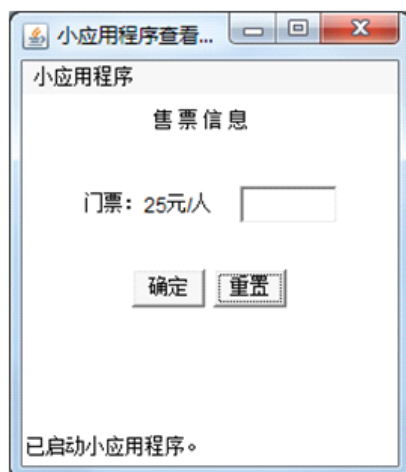 小应用程序查看...
小应用程序
售票信息
门票：25元/人
确定 重置
已启动小应用程序。